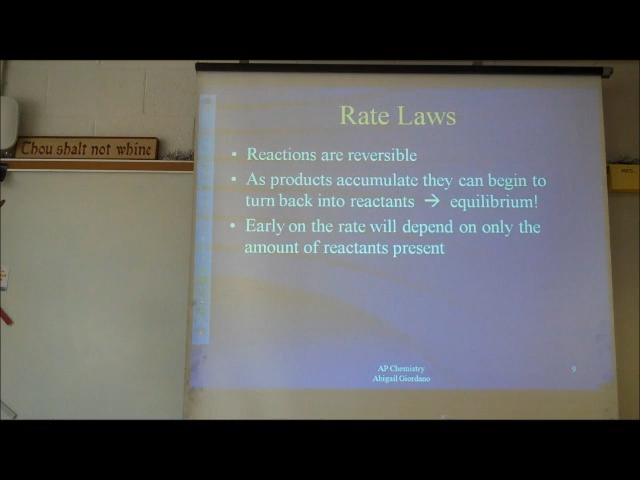 Thou shalt not whine
Rate Laws
• Reactions are reversible
• As products accumulate they can begin to
turn back into reactants → equilibrium!
• Early on the rate will depend on only the
amount of reactants present
AP Chemistry
Abigail Giordano
9